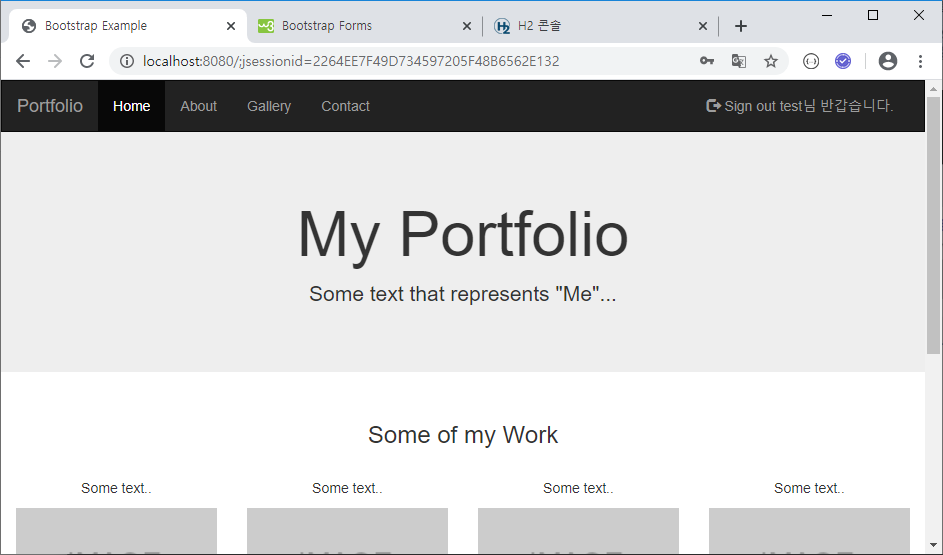 Bootstrap Example
Bootstrap Forms
H2 콘솔
localhost:8080/;jsessionid=2264EE7F49D734597205F48B6562E132
Portfolio Home About Gallery Contact Sign out test님 반갑습니다.
My Portfolio
Some text that represents "Me"...
Some of my Work
Some text.. Some text.. Some text.. Some text..